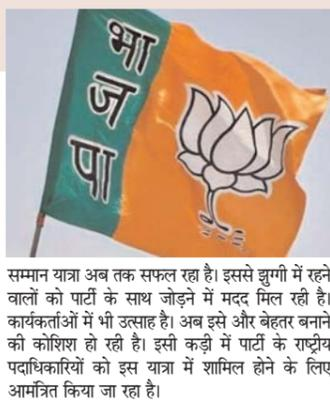 भा
ज
पा
सम्मान यात्रा अब तक सफल रहा है। इससे झुग्गी में रहने
वालों को पार्टी के साथ जोड़ने में मदद मिल रही है।
कार्यकर्ताओं में भी उत्साह है। अब इसे और बेहतर बनाने
की कोशिश हो रही है। इसी कड़ी में पार्टी के राष्ट्रीय
पदाधिकारियों को इस यात्रा में शामिल होने के लिए
आमंत्रित किया जा रहा है।